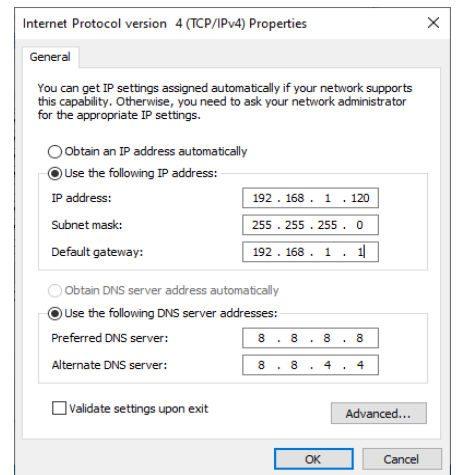 Internet Protocol version 4 (TCP/IPv4) Properties
General
You can get IP settings assigned automatically if your network supports
this capability. Otherwise, you need to ask your network administrator
for the appropriate IP settings.
Obtain an IP address automatically
Use the following IP address:
IP address: 192 . 168 . 1 . 120
Subnet mask: 255 . 255 . 255 . 0
Default gateway: 192 . 168 . 1 . 1
Obtain DNS server address automatically
Use the following DNS server addresses:
Preferred DNS server: 8 . 8 . 8 . 8
Alternate DNS server: 8 . 8 . 4 . 4
Validate settings upon exit
Advanced...
OK Cancel